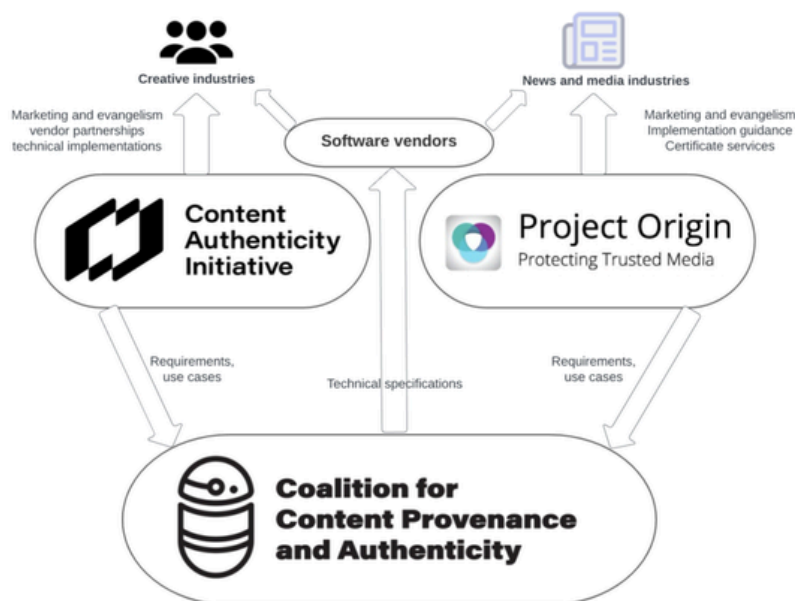 Creative industries
News and media industries
Marketing and evangelism
vendor partnerships
technical implementations
Software vendors
Marketing and evangelism
Implementation guidance
Certificate services
Content
Authenticity
Initiative
Project Origin
Protecting Trusted Media
Requirements,
use cases
Technical specifications
Requirements,
use cases
Coalition for
Content Provenance
and Authenticity